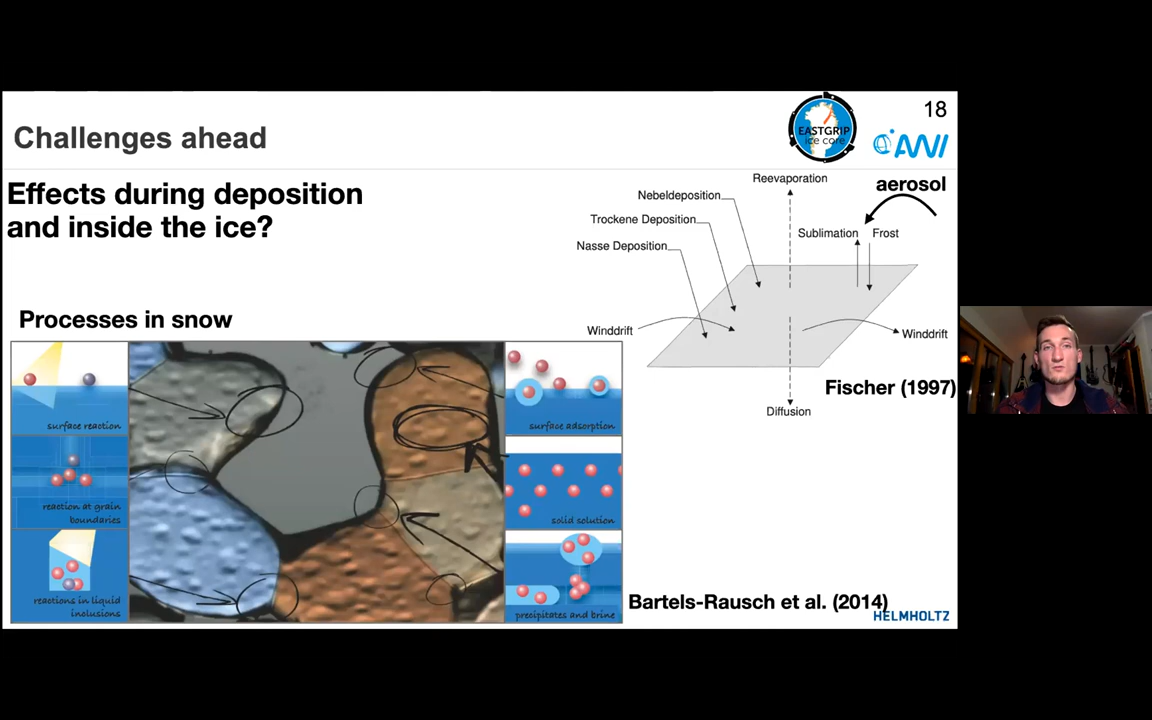 Challenges ahead
EASTGRIP
ice core
18
AWI
Effects during deposition
and inside the ice?
Reevaporation
aerosol
Nebeldeposition
Trockene Deposition
Sublimation
Frost
Nasse Deposition
Winddrift
Winddrift
Fischer (1997)
Diffusion
Processes in snow
surface reaction
reaction at grain
boundaries
reactions in liquid
inclusions
surface adsorption
solid solution
precipitates and brine
Bartels-Rausch et al. (2014)
HELMHOLTZ